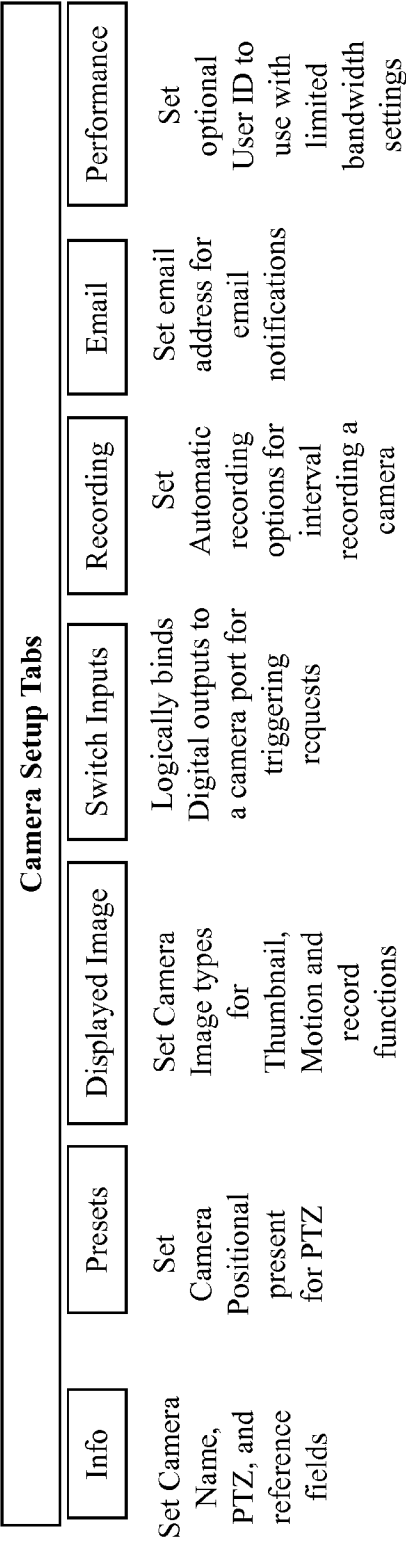 Camera Setup Tabs
Info
Set Camera
Name,
PTZ, and
reference
fields
Presets
Set
Camera
Positional
present
for PTZ
Displayed Image
Set Camera
Image types
for
Thumbnail,
Motion and
record
functions
Switch Inputs
Logically binds
Digital outputs to
a camera port for
triggering
requests
Recording
Set
Automatic
recording
options for
interval
recording a
camera
Email
Set email
address for
email
notifications
Performance
Set
optional
User ID to
use with
limited
bandwidth
settings